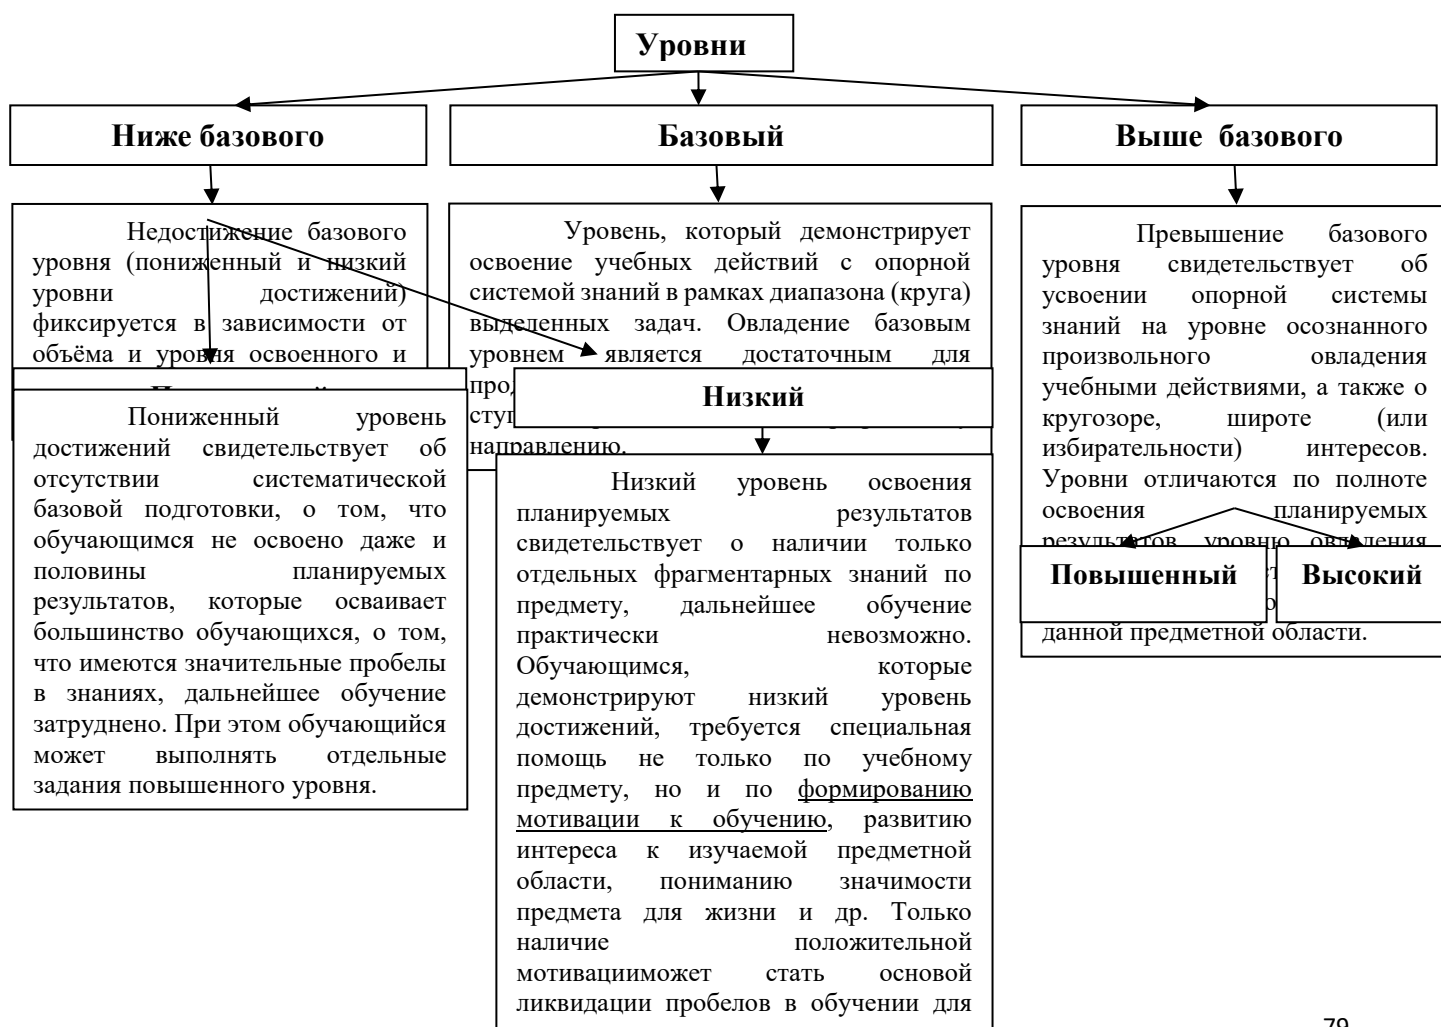 Уровни
Ниже базового
Базовый
Выше базового
Недостижение базового
уровня (пониженный и низкий
уровни достижений)
фиксируется в зависимости от
объёма и уровня освоенного и
Уровень, который демонстрирует
освоение учебных действий с опорной
системой знаний в рамках диапазона (круга)
выделенных задач. Овладение базовым
уровнем является достаточным для
направлению.
Превышение базового
уровня свидетельствует об
усвоении опорной системы
знаний на уровне осознанного
произвольного овладения
учебными действиями, а также о
кругозоре, широте (или
избирательности) интересов.
Уровни отличаются по полноте
освоения планируемых
результатов, уровню овладения
данной предметной области.
Повышенный
Высокий
Пониженный уровень
достижений свидетельствует об
отсутствии систематической
базовой подготовки, о том, что
обучающимся не освоено даже и
половины планируемых
результатов, которые осваивает
большинство обучающихся, о том,
что имеются значительные пробелы
в знаниях, дальнейшее обучение
затруднено. При этом обучающийся
может выполнять отдельные
задания повышенного уровня.
Низкий
Низкий уровень освоения
планируемых результатов
свидетельствует о наличии только
отдельных фрагментарных знаний по
предмету, дальнейшее обучение
практически невозможно.
Обучающимся, которые
демонстрируют низкий уровень
достижений, требуется специальная
помощь не только по учебному
предмету, но и по формированию
мотивации к обучению, развитию
интереса к изучаемой предметной
области, пониманию значимости
предмета для жизни и др. Только
наличие положительной
мотивацииможет стать основой
ликвидации пробелов в обучении для